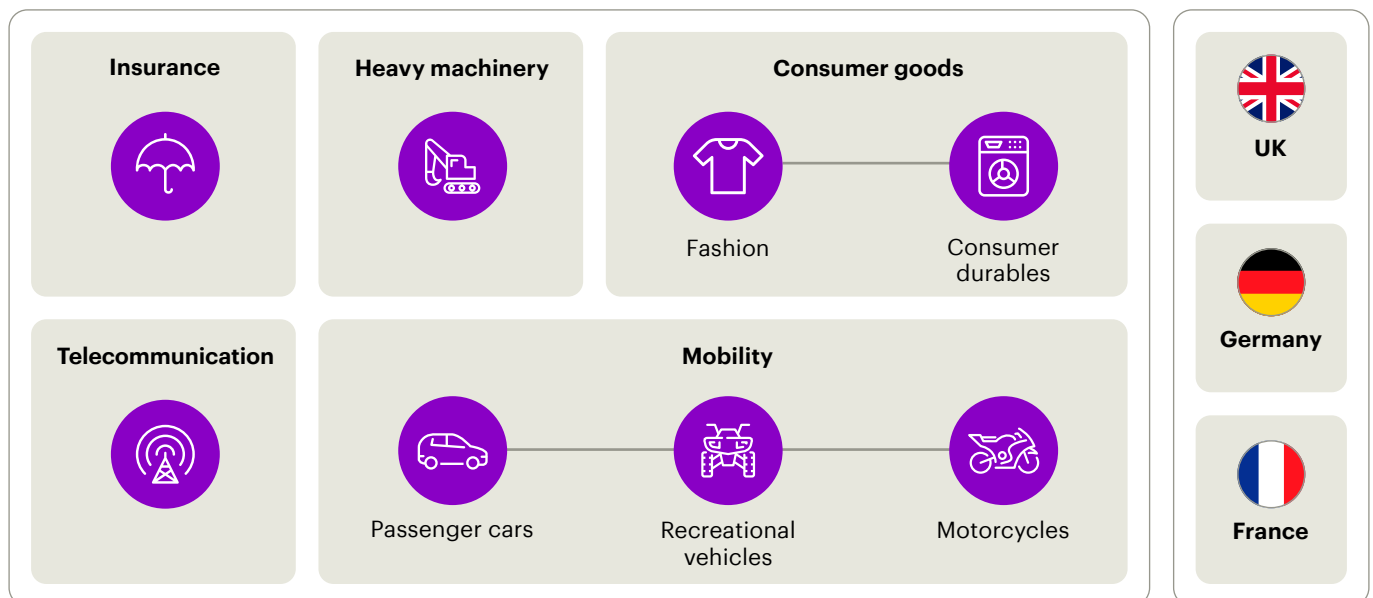 Insurance
Heavy machinery
Consumer goods
Fashion
Consumer
durables
Telecommunication
Mobility
Passenger cars
Recreational
vehicles
Motorcycles
UK
Germany
France